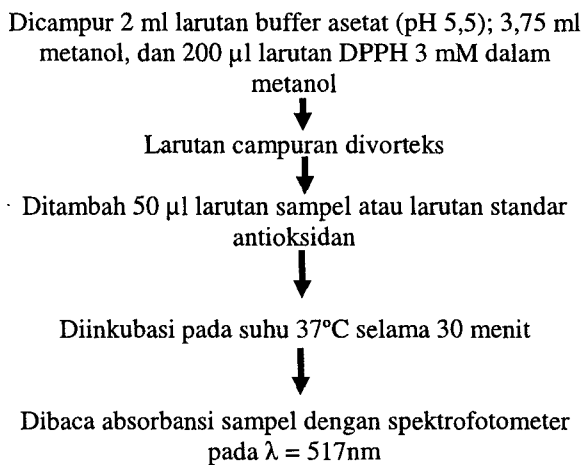 Dicampur 2 ml larutan buffer asetat (pH 5,5); 3,75 ml
metanol, dan 200 µl larutan DPPH 3 mM dalam
metanol
Larutan campuran divorteks
Ditambah 50 µl larutan sampel atau larutan standar
antioksidan
Diinkubasi pada suhu 37°C selama 30 menit
Dibaca absorbansi sampel dengan spektrofotometer
pada λ = 517nm